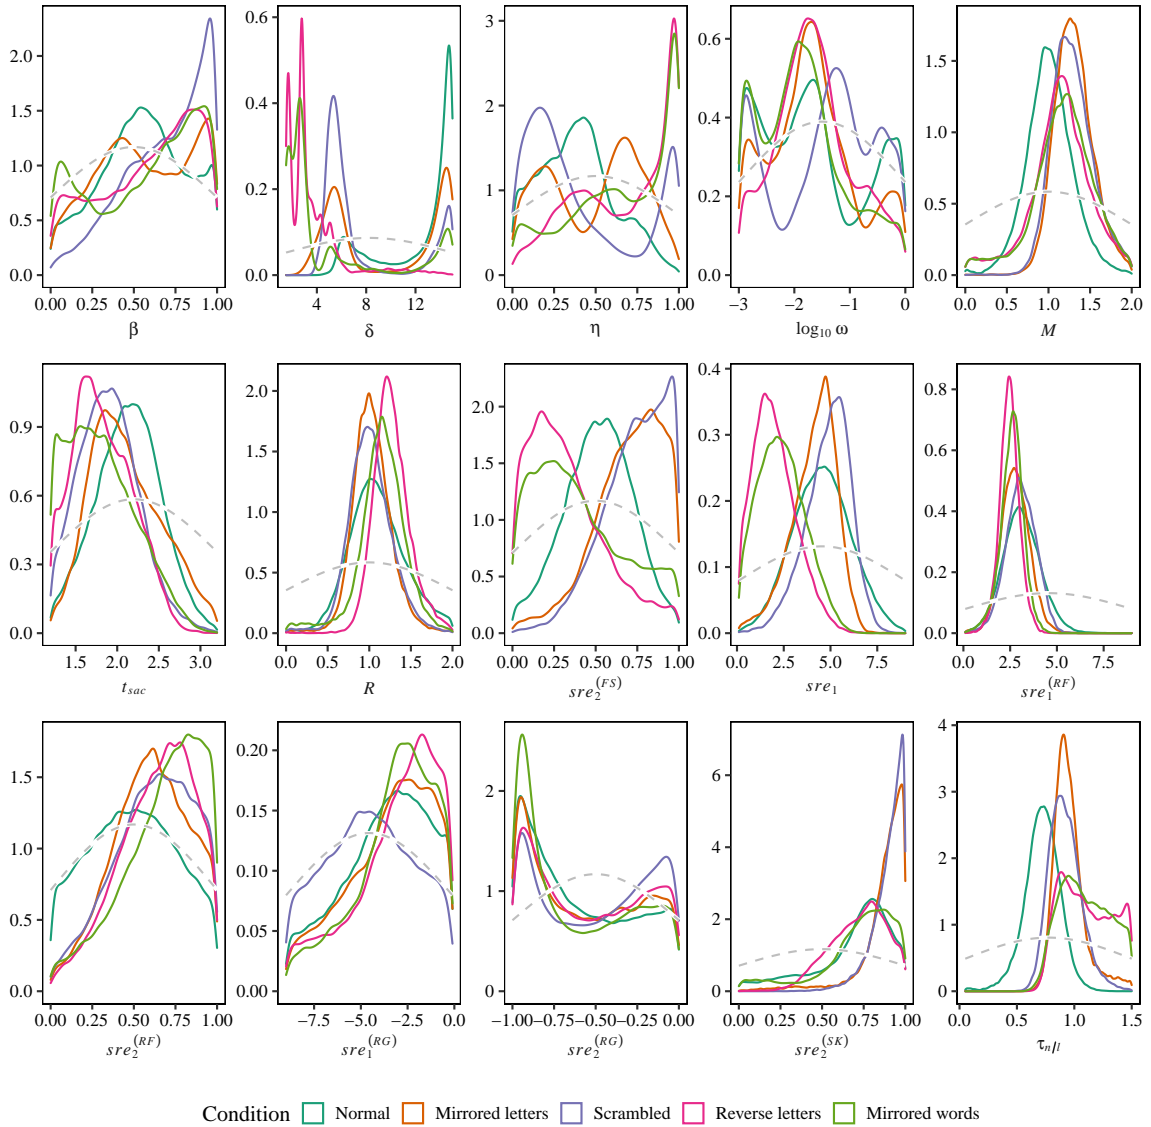 2.0
1.5
1.0
0.5
0.0
0.00 0.25 0.50 0.75 1.00
β
0.6
0.4
0.2
0.0
4 8 12
δ
3
2
1
0
0.00 0.25 0.50 0.75 1.00
η
0.6
0.4
0.2
0.0
−3 −2 −1 0
log₁₀ ω
1.5
1.0
0.5
0.0
0.0 0.5 1.0 1.5 2.0
M
0.9
0.6
0.3
0.0
1.5 2.0 2.5 3.0
t_sac
2.0
1.5
1.0
0.5
0.0
0.0 0.5 1.0 1.5 2.0
R
2.0
1.5
1.0
0.5
0.0
0.00 0.25 0.50 0.75 1.00
sre₂^(FS)
0.4
0.3
0.2
0.1
0.0
0.0 2.5 5.0 7.5
sre₁
0.8
0.6
0.4
0.2
0.0
0.0 2.5 5.0 7.5
sre₁^(RF)
1.5
1.0
0.5
0.0
0.00 0.25 0.50 0.75 1.00
sre₂^(RF)
0.20
0.15
0.10
0.05
0.00
−7.5 −5.0 −2.5 0.0
sre₁^(RG)
2
1
0
−1.00 −0.75 −0.50 −0.25 0.00
sre₂^(RG)
6
4
2
0
0.00 0.25 0.50 0.75 1.00
sre₂^(SK)
4
3
2
1
0
0.0 0.5 1.0 1.5
τ_n/l
Condition Normal Mirrored letters Scrambled Reverse letters Mirrored words